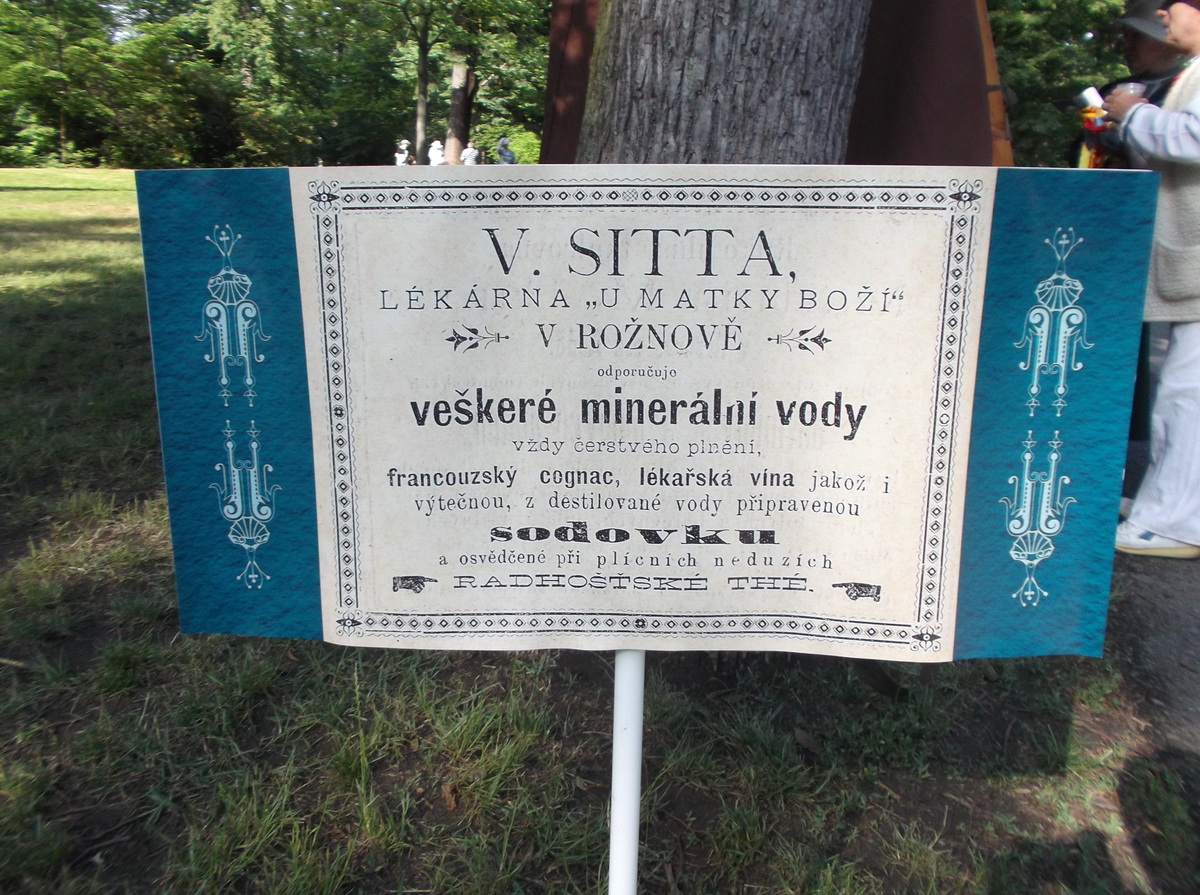 V. SITTA,
LÉKÁRNA „U MATKY BOŽÍ“
V ROŽNOVĚ
odporučuje
veškeré minerální vody
vždy čerstvého plnění,
francouzský cognac, lékařská vína jakož i
výtečnou, z destilované vody připravenou
sodovku
a osvědčené při plícních neduzích
RADHOŠŤSKÉ THÉ.